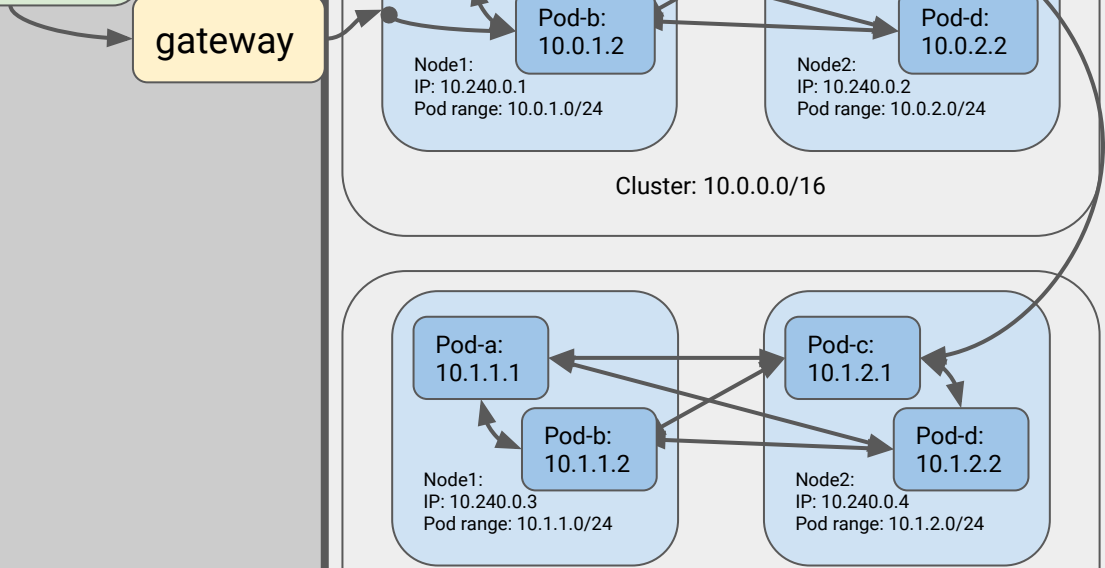 gateway
Pod-b:
10.0.1.2
Node1:
IP: 10.240.0.1
Pod range: 10.0.1.0/24
Pod-d:
10.0.2.2
Node2:
IP: 10.240.0.2
Pod range: 10.0.2.0/24
Cluster: 10.0.0.0/16
Pod-a:
10.1.1.1
Pod-b:
10.1.1.2
Node1:
IP: 10.240.0.3
Pod range: 10.1.1.0/24
Pod-c:
10.1.2.1
Pod-d:
10.1.2.2
Node2:
IP: 10.240.0.4
Pod range: 10.1.2.0/24